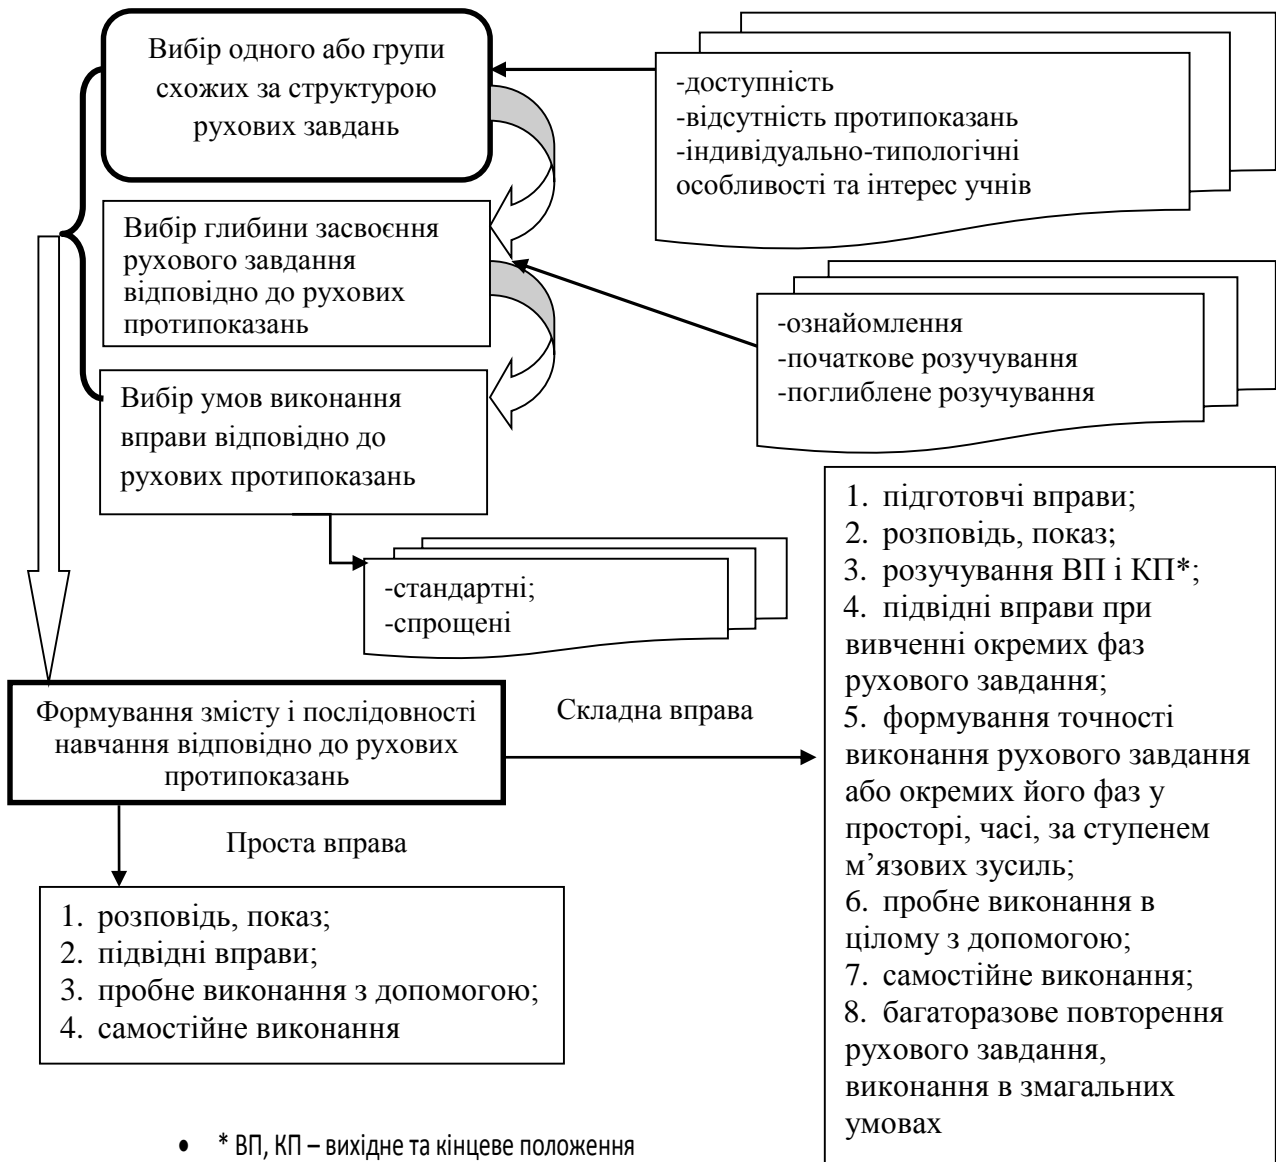 Вибір одного або групи
схожих за структурою
рухових завдань
-доступність
-відсутність протипоказань
-індивідуально-типологічні
особливості та інтерес учнів
Вибір глибини засвоєння
рухового завдання
відповідно до рухових
протипоказань
-ознайомлення
-початкове розучування
-поглиблене розучування
Вибір умов виконання
вправи відповідно до
рухових протипоказань
-стандартні;
-спрощені
Формування змісту і послідовності
навчання відповідно до рухових
протипоказань
Складна вправа
1. підготовчі вправи;
2. розповідь, показ;
3. розучування ВП і КП*;
4. підвідні вправи при
вивченні окремих фаз
рухового завдання;
5. формування точності
виконання рухового завдання
або окремих його фаз у
просторі, часі, за ступенем
м’язових зусиль;
6. пробне виконання в
цілому з допомогою;
7. самостійне виконання;
8. багаторазове повторення
рухового завдання,
виконання в змагальних
умовах
Проста вправа
1. розповідь, показ;
2. підвідні вправи;
3. пробне виконання з допомогою;
4. самостійне виконання
• * ВП, КП – вихідне та кінцеве положення